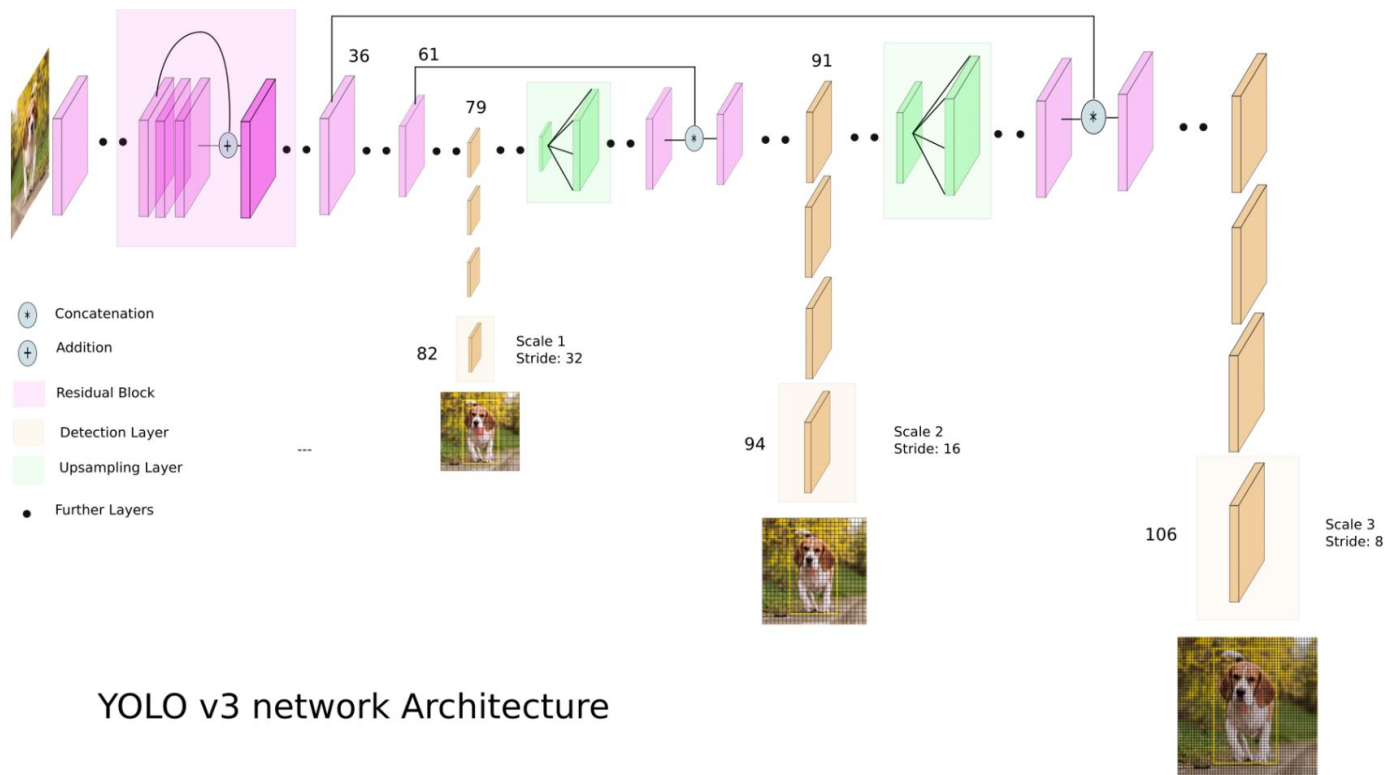 36
61
79
91
*
*
+
*
Concatenation
+
Addition
Residual Block
Detection Layer
Upsampling Layer
Further Layers
---
82
Scale 1
Stride: 32
94
Scale 2
Stride: 16
106
Scale 3
Stride: 8
YOLO v3 network Architecture